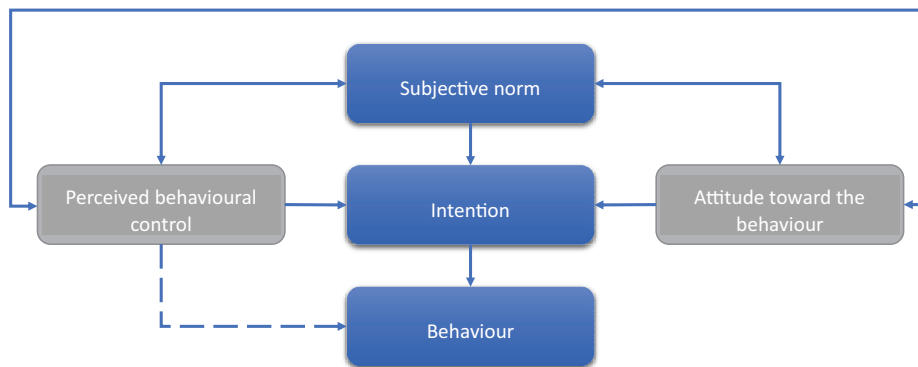 Subjective norm
Perceived behavioural
control
Intention
Attitude toward the
behaviour
Behaviour